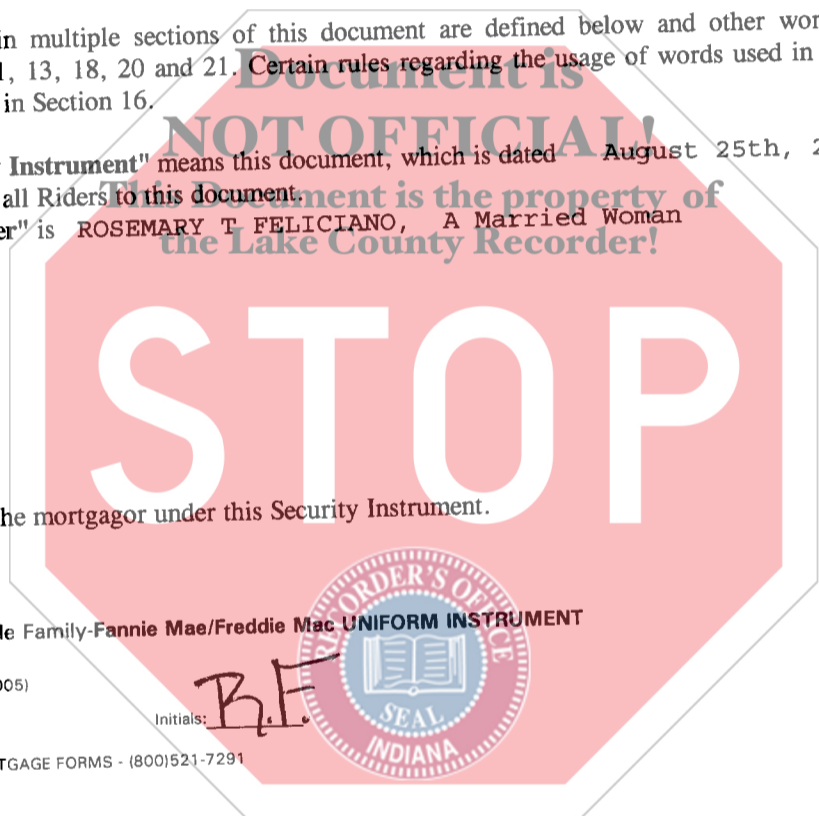 in multiple sections of this document are defined below and other wor
, 13, 18, 20 and 21. Certain rules regarding the usage of words used in
in Section 16.
Document is
NOT OFFICIAL!
Instrument" means this document, which is dated August 25th, 2
all Riders to this document.
This Document is the property of
er" is ROSEMARY T FELICIANO, A Married Woman
the Lake County Recorder!
STOP
he mortgagor under this Security Instrument.
le Family-Fannie Mae/Freddie Mac UNIFORM INSTRUMENT
005)
Initials: R.F.
TGAGE FORMS - (800)521-7291
RECORDER'S OFFICE
SEAL
INDIANA